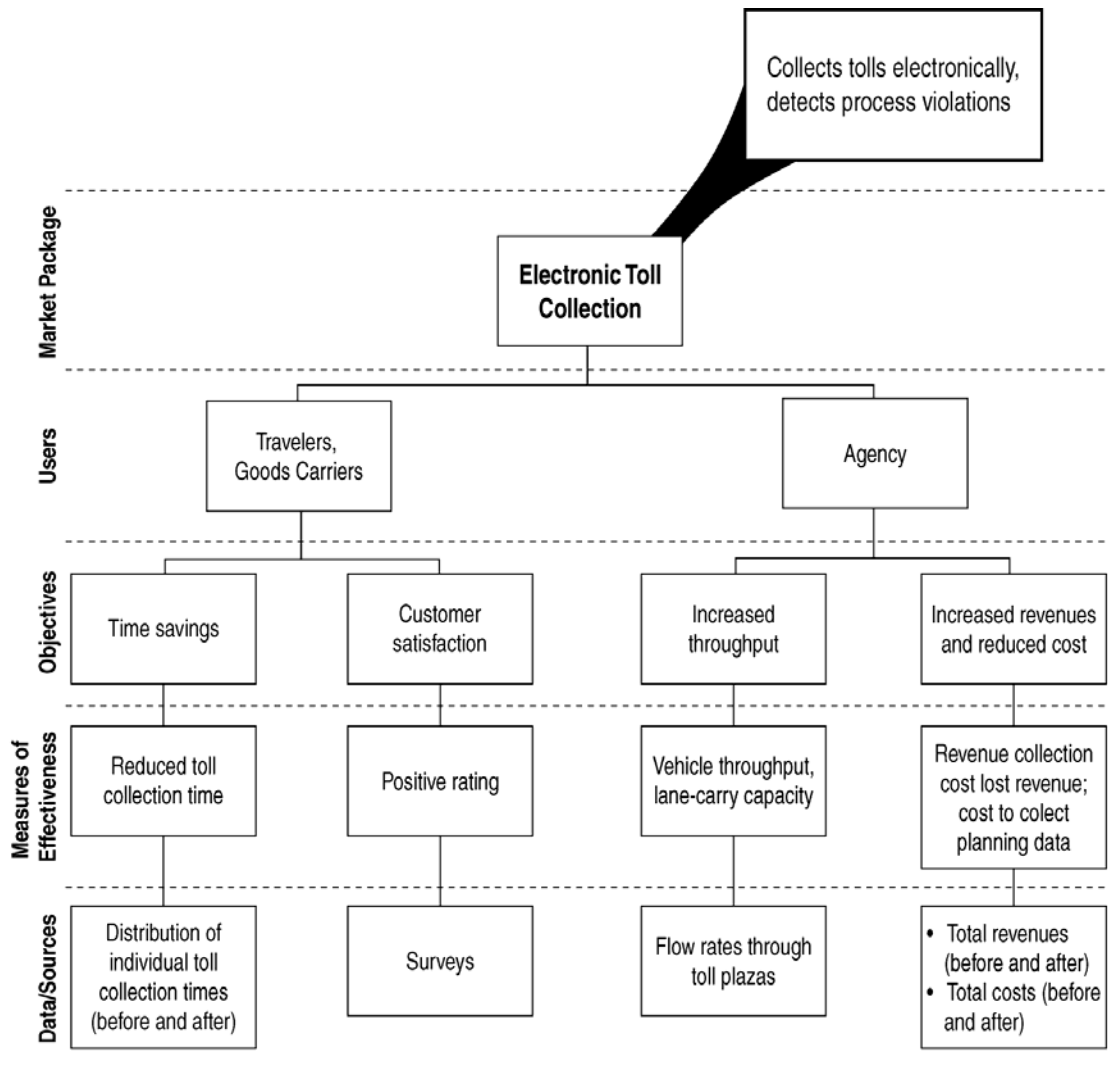 Collects tolls electronically,
detects process violations
Market Package
Electronic Toll
Collection
Users
Travelers,
Goods Carriers
Agency
Objectives
Time savings
Customer
satisfaction
Increased
throughput
Increased revenues
and reduced cost
Measures of
Effectiveness
Reduced toll
collection time
Positive rating
Vehicle throughput,
lane-carry capacity
Revenue collection
cost lost revenue;
cost to colect
planning data
Data/Sources
Distribution of
individual toll
collection times
(before and after)
Surveys
Flow rates through
toll plazas
• Total revenues
(before and after)
• Total costs (before
and after)